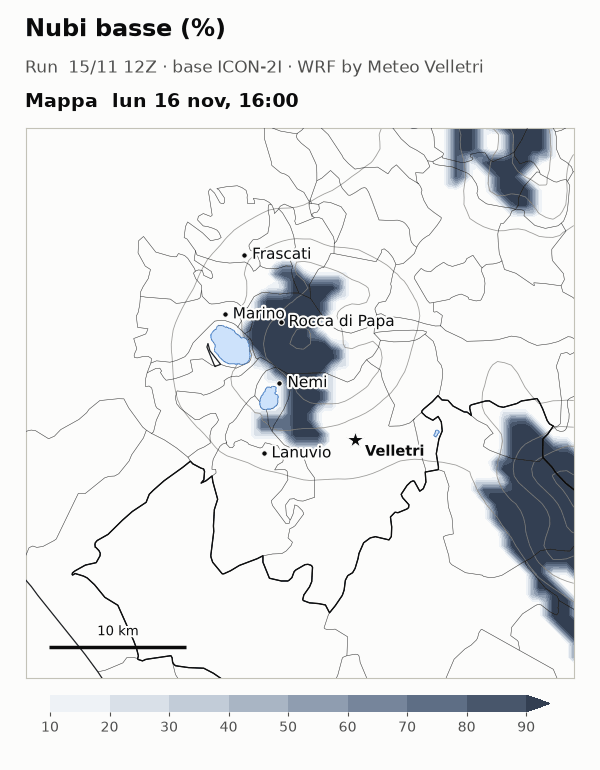 Nubi basse (%)
Run  15/11 12Z · base ICON-2I · WRF by Meteo Velletri
Mappa  lun 16 nov, 16:00
Frascati
Marino
Rocca di Papa
Nemi
Velletri
Lanuvio
10 km
10 20 30 40 50 60 70 80 90